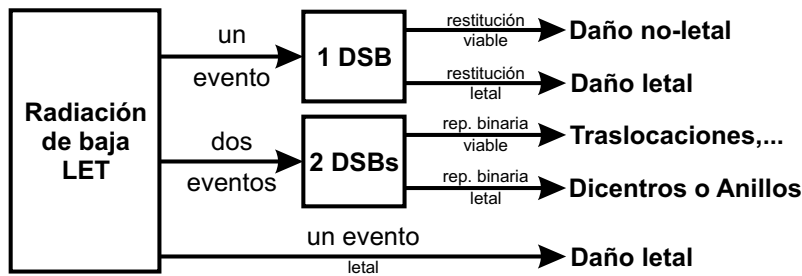 Radiación
de baja
LET
un
evento
1 DSB
restitución
viable
Daño no-letal
restitución
letal
Daño letal
dos
eventos
2 DSBs
rep. binaria
viable
Traslocaciones,...
rep. binaria
letal
Dicentros o Anillos
un evento
letal
Daño letal